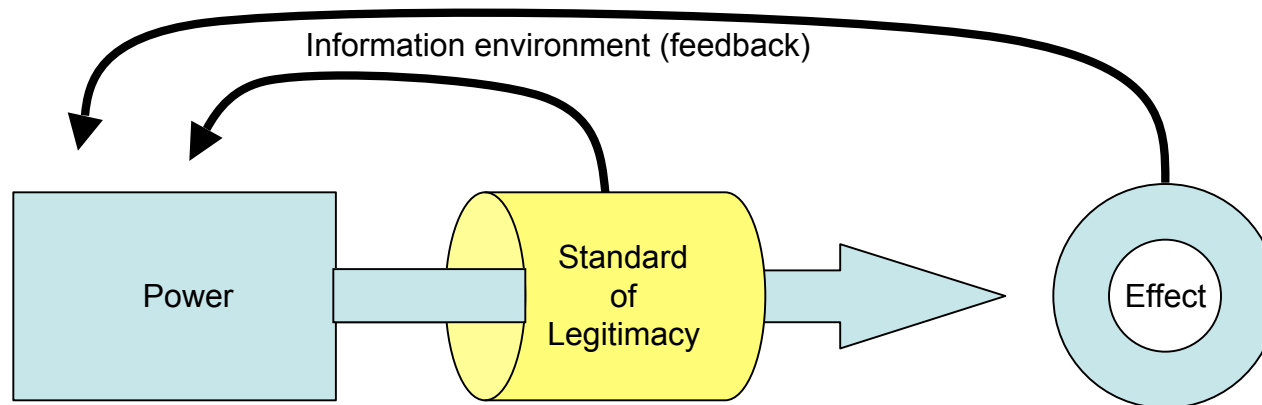 Information environment (feedback)
Power
Standard
of
Legitimacy
Effect